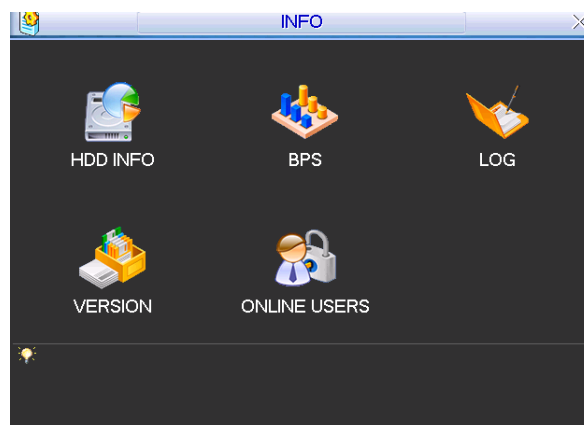 INFO
HDD INFO
BPS
LOG
VERSION
ONLINE USERS